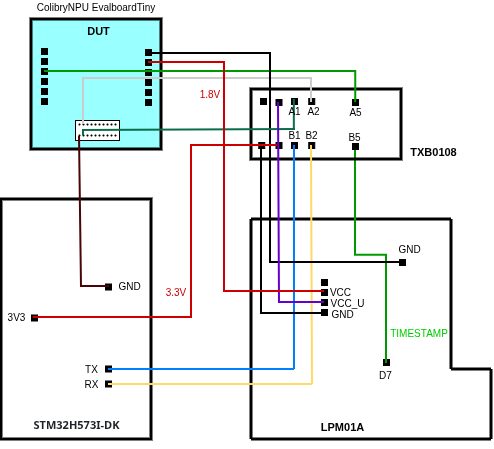 ColibryNPU EvalboardTiny
DUT
1.8V
A1 A2
A5
B1 B2
B5
TXB0108
GND
GND
3.3V
VCC
VCC_U
3V3
GND
TIMESTAMP
TX
D7
RX
STM32H573I-DK
LPM01A